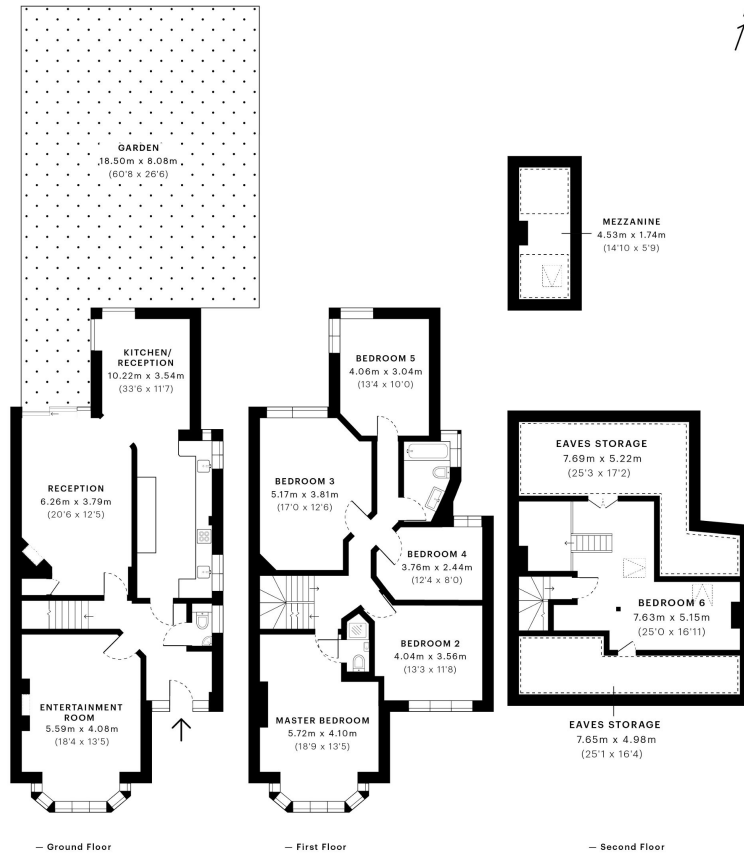 GARDEN
18.50m x 8.08m
(60'8 x 26'6)
MEZZANINE
4.53m x 1.74m
(14'10 x 5'9)
KITCHEN/
RECEPTION
10.22m x 3.54m
(33'6 x 11'7)
RECEPTION
6.26m x 3.79m
(20'6 x 12'5)
ENTERTAINMENT
ROOM
5.59m x 4.08m
(18'4 x 13'5)
BEDROOM 5
4.06m x 3.04m
(13'4 x 10'0)
BEDROOM 3
5.17m x 3.81m
(17'0 x 12'6)
BEDROOM 4
3.76m x 2.44m
(12'4 x 8'0)
BEDROOM 2
4.04m x 3.56m
(13'3 x 11'8)
MASTER BEDROOM
5.72m x 4.10m
(18'9 x 13'5)
EAVES STORAGE
7.69m x 5.22m
(25'3 x 17'2)
BEDROOM 6
7.63m x 5.15m
(25'0 x 16'11)
EAVES STORAGE
7.65m x 4.98m
(25'1 x 16'4)
— Ground Floor
— First Floor
— Second Floor